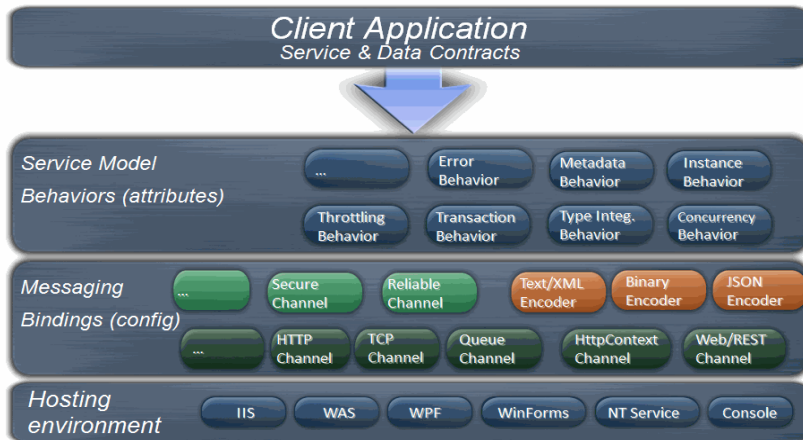 Client Application
Service & Data Contracts
Service Model
Behaviors (attributes)
...
Error
Behavior
Metadata
Behavior
Instance
Behavior
Throttling
Behavior
Transaction
Behavior
Type Integ.
Behavior
Concurrency
Behavior
Messaging
Bindings (config)
...
Secure
Channel
Reliable
Channel
Text/XML
Encoder
Binary
Encoder
JSON
Encoder
...
HTTP
Channel
TCP
Channel
Queue
Channel
HttpContext
Channel
Web/REST
Channel
Hosting
environment
IIS
WAS
WPF
WinForms
NT Service
Console